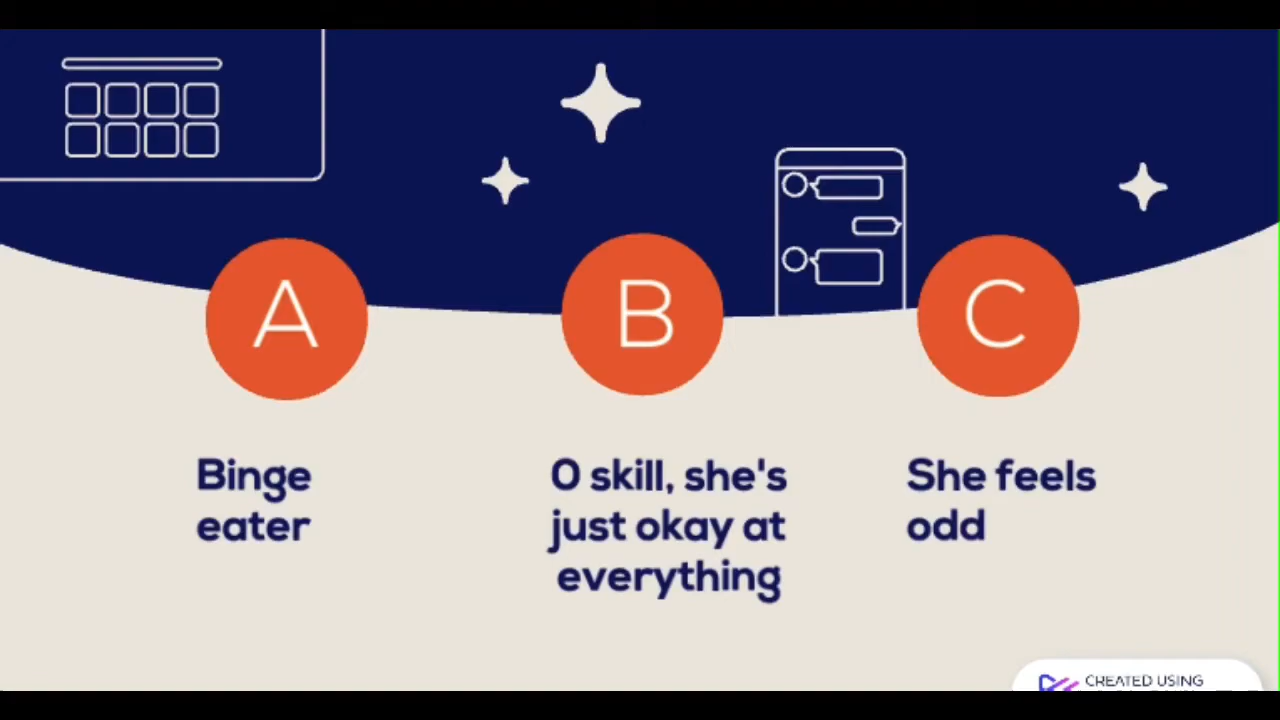 A
B
C
Binge
eater
0 skill, she's
just okay at
everything
She feels
odd
CREATED USING